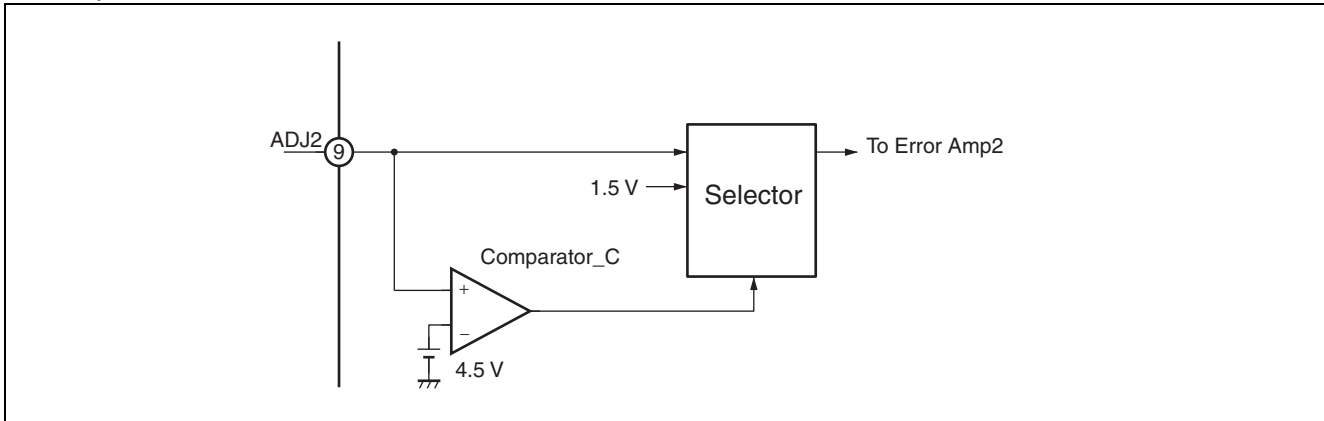 ADJ2
9
To Error Amp2
1.5 V
Selector
Comparator_C
+
−
4.5 V